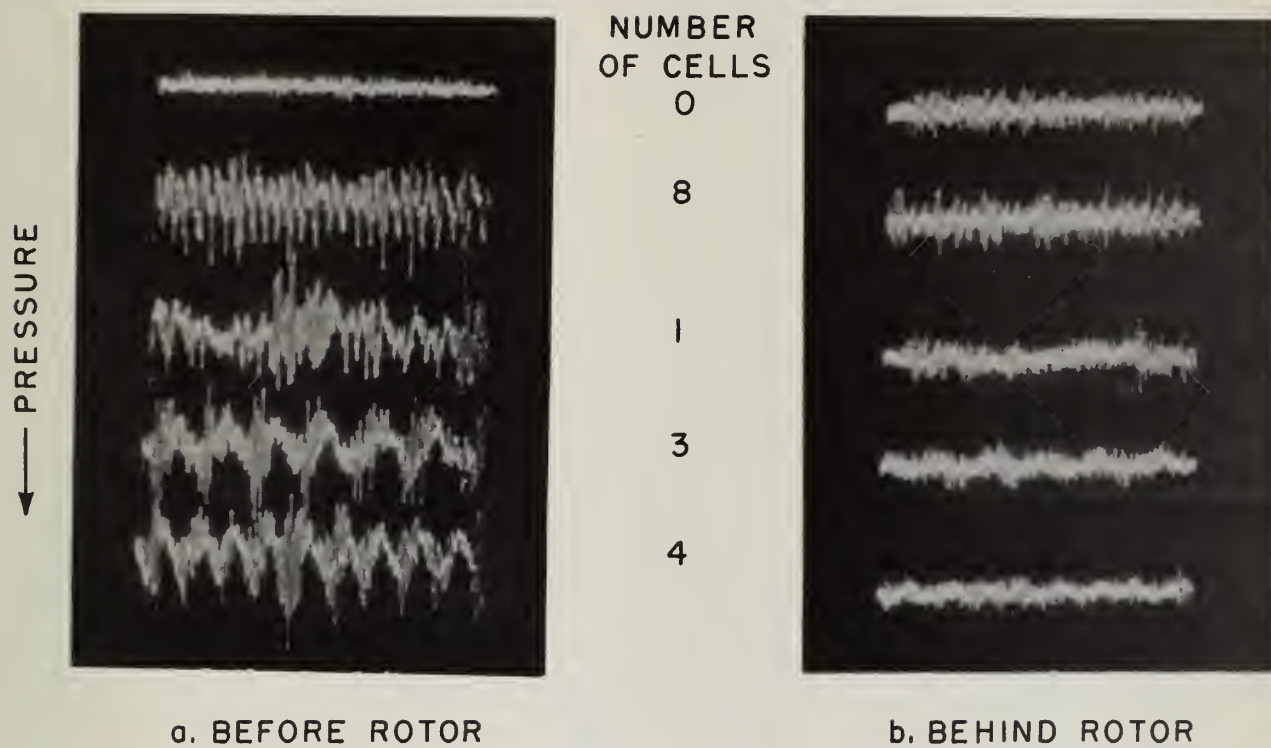 NUMBER
OF CELLS
0
8
1
3
4
PRESSURE
a. BEFORE ROTOR
b. BEHIND ROTOR